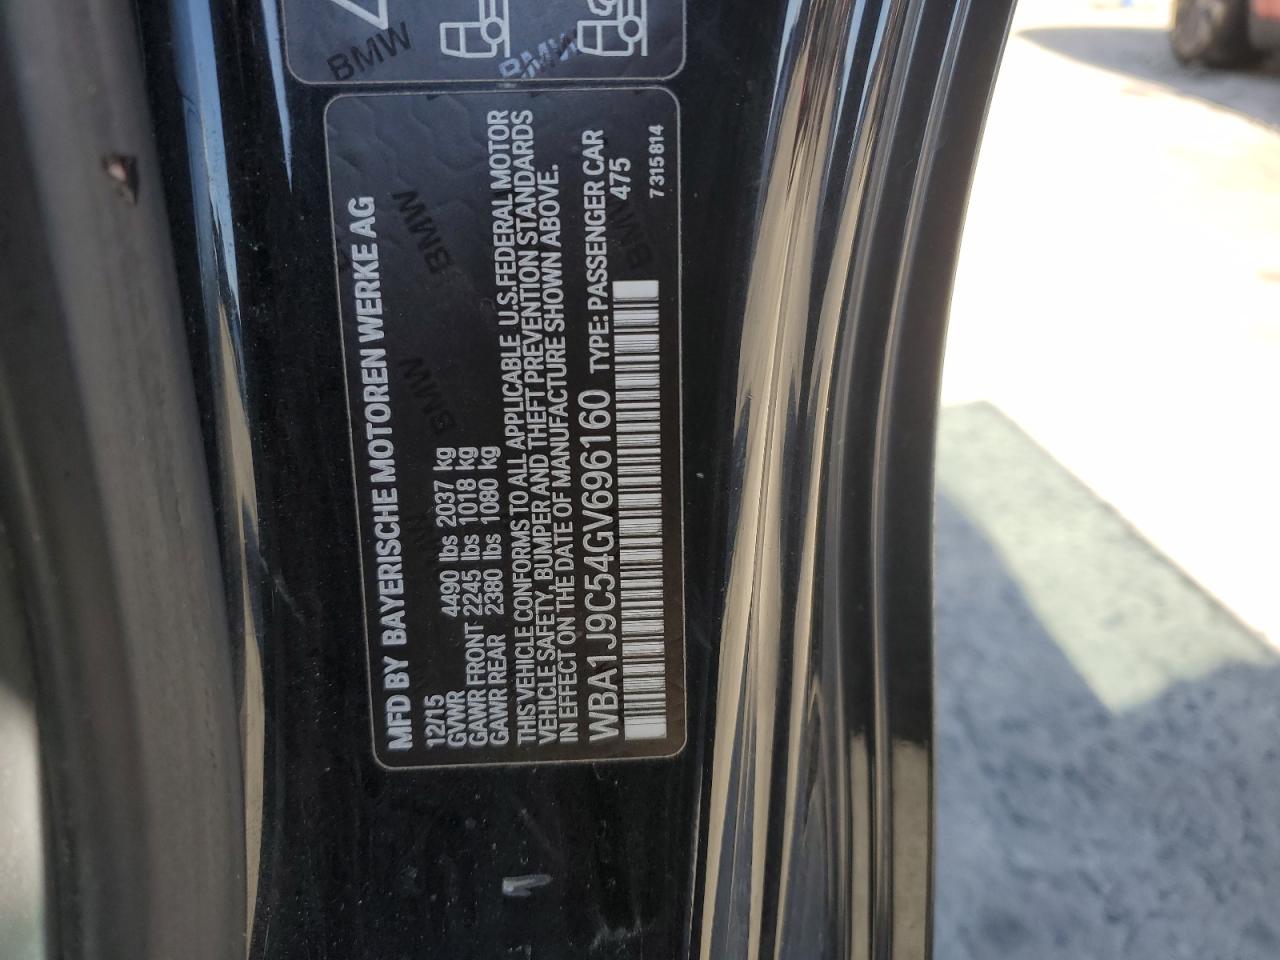 MFD BY BAYERISCHE MOTOREN WERKE AG
12/15
GVWR 4490 lbs 2037 kg
GAWR FRONT 2245 lbs 1018 kg
GAWR REAR 2380 lbs 1080 kg
THIS VEHICLE CONFORMS TO ALL APPLICABLE U.S.FEDERAL MOTOR
VEHICLE SAFETY, BUMPER AND THEFT PREVENTION STANDARDS
IN EFFECT ON THE DATE OF MANUFACTURE SHOWN ABOVE.
WBA1J9C54GV696160 TYPE: PASSENGER CAR
475
7315814
BMW
BMW
BMW
BMW
BMW